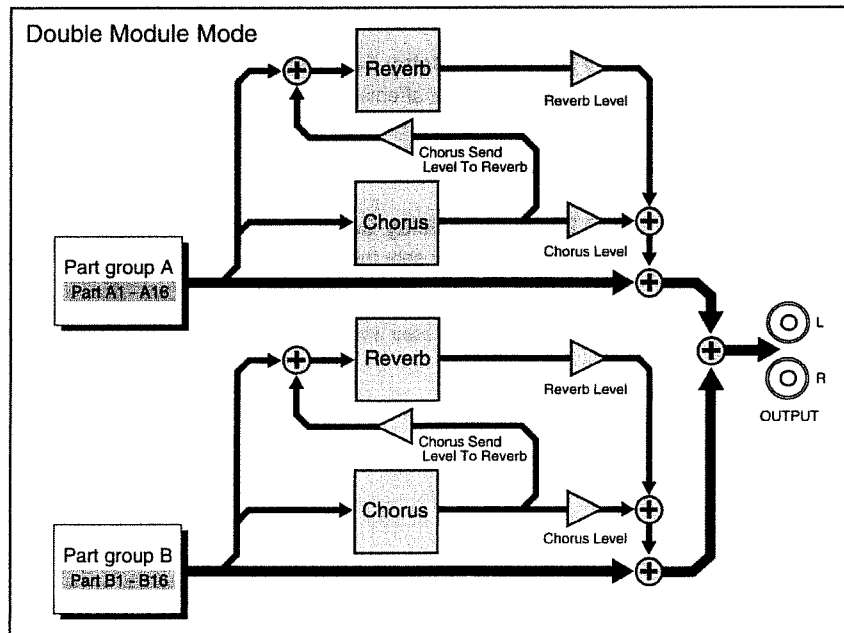 Double Module Mode
Reverb
Reverb Level
Chorus Send
Level To Reverb
Chorus
Chorus Level
Part group A
Part A1 - A16
L
R
OUTPUT
Reverb
Reverb Level
Chorus Send
Level To Reverb
Chorus
Chorus Level
Part group B
Part B1 - B16